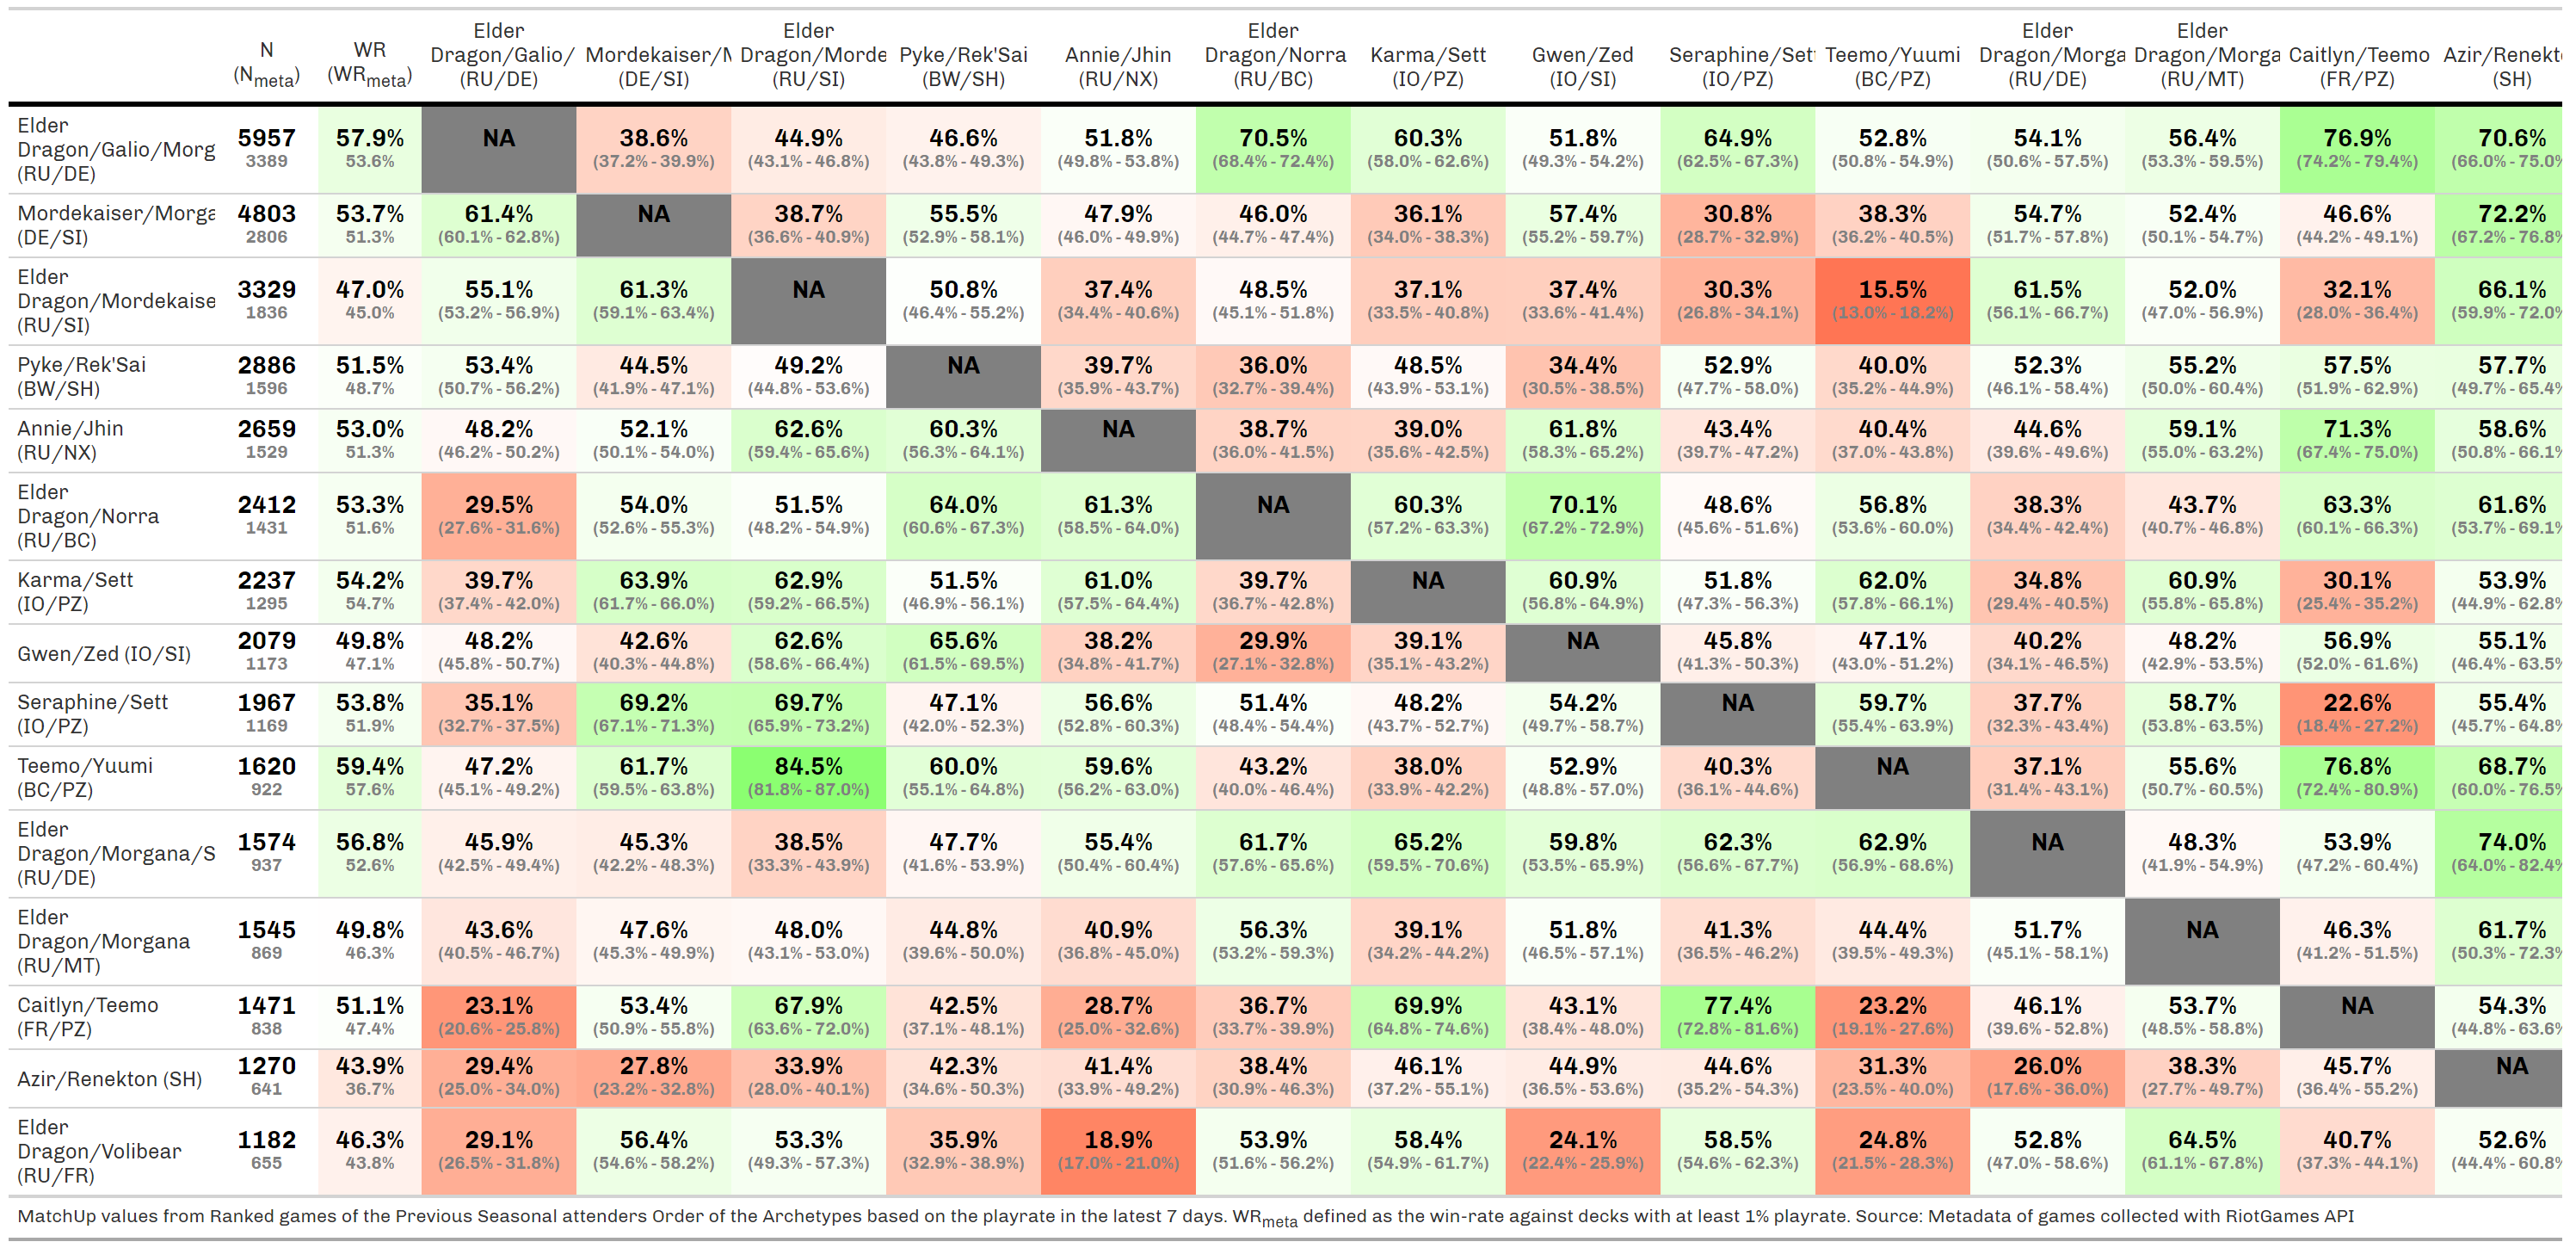 Elder Elder Elder Elder Elder
N WR Dragon/Galio/ Mordekaiser/M Dragon/Morde Pyke/Rek'Sai Annie/Jhin Dragon/Norra Karma/Sett Gwen/Zed Seraphine/Set Teemo/Yuumi Dragon/Morga Dragon/Morga Caitlyn/Teemo Azir/Renekt
(Nmeta) (WRmeta) (RU/DE) (DE/SI) (RU/SI) (BW/SH) (RU/NX) (RU/BC) (IO/PZ) (IO/SI) (IO/PZ) (BC/PZ) (RU/DE) (RU/MT) (FR/PZ) (SH)
Elder
Dragon/Galio/Morg
(RU/DE)
5957 57.9% NA 38.6% 44.9% 46.6% 51.8% 70.5% 60.3% 51.8% 64.9% 52.8% 54.1% 56.4% 76.9% 70.6%
3389 53.6% (37.2% - 39.9%) (43.1% - 46.8%) (43.8% - 49.3%) (49.8% - 53.8%) (68.4% - 72.4%) (58.0% - 62.6%) (49.3% - 54.2%) (62.5% - 67.3%) (50.8% - 54.9%) (50.6% - 57.5%) (53.3% - 59.5%) (74.2% - 79.4%) (66.0% - 75.0%
Mordekaiser/Morga
(DE/SI)
4803 53.7% 61.4% NA 38.7% 55.5% 47.9% 46.0% 36.1% 57.4% 30.8% 38.3% 54.7% 52.4% 46.6% 72.2%
2806 51.3% (60.1% - 62.8%) (36.6% - 40.9%) (52.9% - 58.1%) (46.0% - 49.9%) (44.7% - 47.4%) (34.0% - 38.3%) (55.2% - 59.7%) (28.7% - 32.9%) (36.2% - 40.5%) (51.7% - 57.8%) (50.1% - 54.7%) (44.2% - 49.1%) (67.2% - 76.8%
Elder
Dragon/Mordekaise
(RU/SI)
3329 47.0% 55.1% 61.3% NA 50.8% 37.4% 48.5% 37.1% 37.4% 30.3% 15.5% 61.5% 52.0% 32.1% 66.1%
1836 45.0% (53.2% - 56.9%) (59.1% - 63.4%) (46.4% - 55.2%) (34.4% - 40.6%) (45.1% - 51.8%) (33.5% - 40.8%) (33.6% - 41.4%) (26.8% - 34.1%) (13.0% - 18.2%) (56.1% - 66.7%) (47.0% - 56.9%) (28.0% - 36.4%) (59.9% - 72.0%
Pyke/Rek'Sai
(BW/SH)
2886 51.5% 53.4% 44.5% 49.2% NA 39.7% 36.0% 48.5% 34.4% 52.9% 40.0% 52.3% 55.2% 57.5% 57.7%
1596 48.7% (50.7% - 56.2%) (41.9% - 47.1%) (44.8% - 53.6%) (35.9% - 43.7%) (32.7% - 39.4%) (43.9% - 53.1%) (30.5% - 38.5%) (47.7% - 58.0%) (35.2% - 44.9%) (46.1% - 58.4%) (50.0% - 60.4%) (51.9% - 62.9%) (49.7% - 65.4%
Annie/Jhin
(RU/NX)
2659 53.0% 48.2% 52.1% 62.6% 60.3% NA 38.7% 39.0% 61.8% 43.4% 40.4% 44.6% 59.1% 71.3% 58.6%
1529 51.3% (46.2% - 50.2%) (50.1% - 54.0%) (59.4% - 65.6%) (56.3% - 64.1%) (36.0% - 41.5%) (35.6% - 42.5%) (58.3% - 65.2%) (39.7% - 47.2%) (37.0% - 43.8%) (39.6% - 49.6%) (55.0% - 63.2%) (67.4% - 75.0%) (50.8% - 66.1%
Elder
Dragon/Norra
(RU/BC)
2412 53.3% 29.5% 54.0% 51.5% 64.0% 61.3% NA 60.3% 70.1% 48.6% 56.8% 38.3% 43.7% 63.3% 61.6%
1431 51.6% (27.6% - 31.6%) (52.6% - 55.3%) (48.2% - 54.9%) (60.6% - 67.3%) (58.5% - 64.0%) (57.2% - 63.3%) (67.2% - 72.9%) (45.6% - 51.6%) (53.6% - 60.0%) (34.4% - 42.4%) (40.7% - 46.8%) (60.1% - 66.3%) (53.7% - 69.1%
Karma/Sett
(IO/PZ)
2237 54.2% 39.7% 63.9% 62.9% 51.5% 61.0% 39.7% NA 60.9% 51.8% 62.0% 34.8% 60.9% 30.1% 53.9%
1295 54.7% (37.4% - 42.0%) (61.7% - 66.0%) (59.2% - 66.5%) (46.9% - 56.1%) (57.5% - 64.4%) (36.7% - 42.8%) (56.8% - 64.9%) (47.3% - 56.3%) (57.8% - 66.1%) (29.4% - 40.5%) (55.8% - 65.8%) (25.4% - 35.2%) (44.9% - 62.8%
Gwen/Zed (IO/SI)
2079 49.8% 48.2% 42.6% 62.6% 65.6% 38.2% 29.9% 39.1% NA 45.8% 47.1% 40.2% 48.2% 56.9% 55.1%
1173 47.1% (45.8% - 50.7%) (40.3% - 44.8%) (58.6% - 66.4%) (61.5% - 69.5%) (34.8% - 41.7%) (27.1% - 32.8%) (35.1% - 43.2%) (41.3% - 50.3%) (43.0% - 51.2%) (34.1% - 46.5%) (42.9% - 53.5%) (52.0% - 61.6%) (46.4% - 63.5%
Seraphine/Sett
(IO/PZ)
1967 53.8% 35.1% 69.2% 69.7% 47.1% 56.6% 51.4% 48.2% 54.2% NA 59.7% 37.7% 58.7% 22.6% 55.4%
1169 51.9% (32.7% - 37.5%) (67.1% - 71.3%) (65.9% - 73.2%) (42.0% - 52.3%) (52.8% - 60.3%) (48.4% - 54.4%) (43.7% - 52.7%) (49.7% - 58.7%) (55.4% - 63.9%) (32.3% - 43.4%) (53.8% - 63.5%) (18.4% - 27.2%) (45.7% - 64.8%
Teemo/Yuumi
(BC/PZ)
1620 59.4% 47.2% 61.7% 84.5% 60.0% 59.6% 43.2% 38.0% 52.9% 40.3% NA 37.1% 55.6% 76.8% 68.7%
922 57.6% (45.1% - 49.2%) (59.5% - 63.8%) (81.8% - 87.0%) (55.1% - 64.8%) (56.2% - 63.0%) (40.0% - 46.4%) (33.9% - 42.2%) (48.8% - 57.0%) (36.1% - 44.6%) (31.4% - 43.1%) (50.7% - 60.5%) (72.4% - 80.9%) (60.0% - 76.5%
Elder
Dragon/Morgana/S
(RU/DE)
1574 56.8% 45.9% 45.3% 38.5% 47.7% 55.4% 61.7% 65.2% 59.8% 62.3% 62.9% NA 48.3% 53.9% 74.0%
937 52.6% (42.5% - 49.4%) (42.2% - 48.3%) (33.3% - 43.9%) (41.6% - 53.9%) (50.4% - 60.4%) (57.6% - 65.6%) (59.5% - 70.6%) (53.5% - 65.9%) (56.6% - 67.7%) (56.9% - 68.6%) (41.9% - 54.9%) (47.2% - 60.4%) (64.0% - 82.4%
Elder
Dragon/Morgana
(RU/MT)
1545 49.8% 43.6% 47.6% 48.0% 44.8% 40.9% 56.3% 39.1% 51.8% 41.3% 44.4% 51.7% NA 46.3% 61.7%
869 46.3% (40.5% - 46.7%) (45.3% - 49.9%) (43.1% - 53.0%) (39.6% - 50.0%) (36.8% - 45.0%) (53.2% - 59.3%) (34.2% - 44.2%) (46.5% - 57.1%) (36.5% - 46.2%) (39.5% - 49.3%) (45.1% - 58.1%) (41.2% - 51.5%) (50.3% - 72.3%
Caitlyn/Teemo
(FR/PZ)
1471 51.1% 23.1% 53.4% 67.9% 42.5% 28.7% 36.7% 69.9% 43.1% 77.4% 23.2% 46.1% 53.7% NA 54.3%
838 47.4% (20.6% - 25.8%) (50.9% - 55.8%) (63.6% - 72.0%) (37.1% - 48.1%) (25.0% - 32.6%) (33.7% - 39.9%) (64.8% - 74.6%) (38.4% - 48.0%) (72.8% - 81.6%) (19.1% - 27.6%) (39.6% - 52.8%) (48.5% - 58.8%) (44.8% - 63.6%
Azir/Renekton (SH)
1270 43.9% 29.4% 27.8% 33.9% 42.3% 41.4% 38.4% 46.1% 44.9% 44.6% 31.3% 26.0% 38.3% 45.7% NA
641 36.7% (25.0% - 34.0%) (23.2% - 32.8%) (28.0% - 40.1%) (34.6% - 50.3%) (33.9% - 49.2%) (30.9% - 46.3%) (37.2% - 55.1%) (36.5% - 53.6%) (35.2% - 54.3%) (23.5% - 40.0%) (17.6% - 36.0%) (27.7% - 49.7%) (36.4% - 55.2%)
Elder
Dragon/Volibear
(RU/FR)
1182 46.3% 29.1% 56.4% 53.3% 35.9% 18.9% 53.9% 58.4% 24.1% 58.5% 24.8% 52.8% 64.5% 40.7% 52.6%
655 43.8% (26.5% - 31.8%) (54.6% - 58.2%) (49.3% - 57.3%) (32.9% - 38.9%) (17.0% - 21.0%) (51.6% - 56.2%) (54.9% - 61.7%) (22.4% - 25.9%) (54.6% - 62.3%) (21.5% - 28.3%) (47.0% - 58.6%) (61.1% - 67.8%) (37.3% - 44.1%) (44.4% - 60.8%
MatchUp values from Ranked games of the Previous Seasonal attenders Order of the Archetypes based on the playrate in the latest 7 days. WRmeta defined as the win-rate against decks with at least 1% playrate. Source: Metadata of games collected with RiotGames API